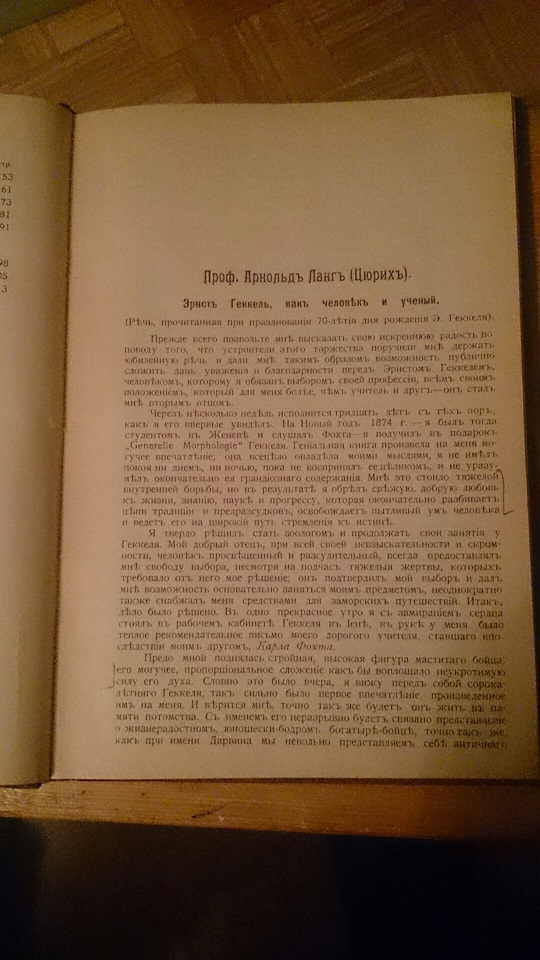 стр.
53
61
73
81
91
98
05
3
Проф. Арнольдъ Лангъ (Цюрихъ).
Эрнстъ Геккель, какъ человѣкъ и ученый.
(Рѣчь, прочитанная при празднованіи 70-лѣтія дня рожденія Э. Геккеля).
Прежде всего позвольте мнѣ высказать свою искреннюю радость по
поводу того, что устроители этого торжества поручили мнѣ держать
юбилейную рѣчь и дали мнѣ такимъ образомъ возможность публично
сложить дань уваженія и благодарности передъ Эрнстомъ Геккелемъ,
человѣкомъ, которому я обязанъ выборомъ своей профессіи, всѣмъ своимъ
положеніемъ, который для меня болѣе, чѣмъ учитель и другъ—онъ сталъ
мнѣ вторымъ отцомъ.
Черезъ нѣсколько недѣль исполнится тридцать лѣтъ съ тѣхъ поръ,
какъ я его впервые увидѣлъ. На Новый годъ 1874 г. — я былъ тогда
студентомъ въ Женевѣ и слушалъ Фохта—я получилъ въ подарокъ
„Generelle Morphologie“ Геккеля. Геніальная книга произвела на меня мо-
гучее впечатлѣніе; она всецѣло овладѣла моими мыслями, я не имѣлъ
покоя ни днемъ, ни ночью, пока не воспринялъ ее цѣликомъ, и не уразу-
мѣлъ окончательно ея грандіознаго содержанія. Мнѣ это стоило тяжелой
внутренней борьбы, но въ результатѣ я обрѣлъ свѣжую, добрую любовь
къ жизни, знанію, наукѣ и прогрессу, которая окончательно разбиваетъ
цѣпи традиціи и предразсудковъ, освобождаетъ пытливый умъ человѣка
и ведетъ его на широкій путь стремленія къ истинѣ.
Я твердо рѣшилъ стать зоологомъ и продолжать свои занятія у
Геккеля. Мой добрый отецъ, при всей своей невзыскательности и скром-
ности, человѣкъ просвѣщенный и разсудительный, всегда предоставлялъ
мнѣ свободу выбора, несмотря на подчасъ тяжелыя жертвы, которыхъ
требовало отъ него мое рѣшеніе; онъ подтвердилъ мой выборъ и далъ
мнѣ возможность основательно заняться моимъ предметомъ, неоднократно
также снабжалъ меня средствами для заморскихъ путешествій. Итакъ,
дѣло было рѣшено. Въ одно прекрасное утро я съ замираніемъ сердца
стоялъ въ рабочемъ кабинетѣ Геккеля въ Іенѣ, въ рукѣ у меня было
теплое рекомендательное письмо моего дорогого учителя, ставшаго впо-
слѣдствіи моимъ другомъ, Карла Фохта.
Предо мной поднялась стройная, высокая фигура маститаго бойца;
его могучее, пропорціональное сложеніе какъ бы воплощало неукротимую
силу его духа. Словно это было вчера, я вижу передъ собой сорока-
лѣтняго Геккеля, такъ сильно было первое впечатлѣніе, произведенное
имъ на меня. И вѣрится мнѣ, точно такъ же будетъ онъ жить въ па-
мяти потомства. Съ именемъ его неразрывно будетъ связано представленіе
о жизнерадостномъ, юношески-бодромъ богатырѣ-бойцѣ, точно такъ же,
какъ при имени Дарвина мы невольно представляемъ себѣ античнаго